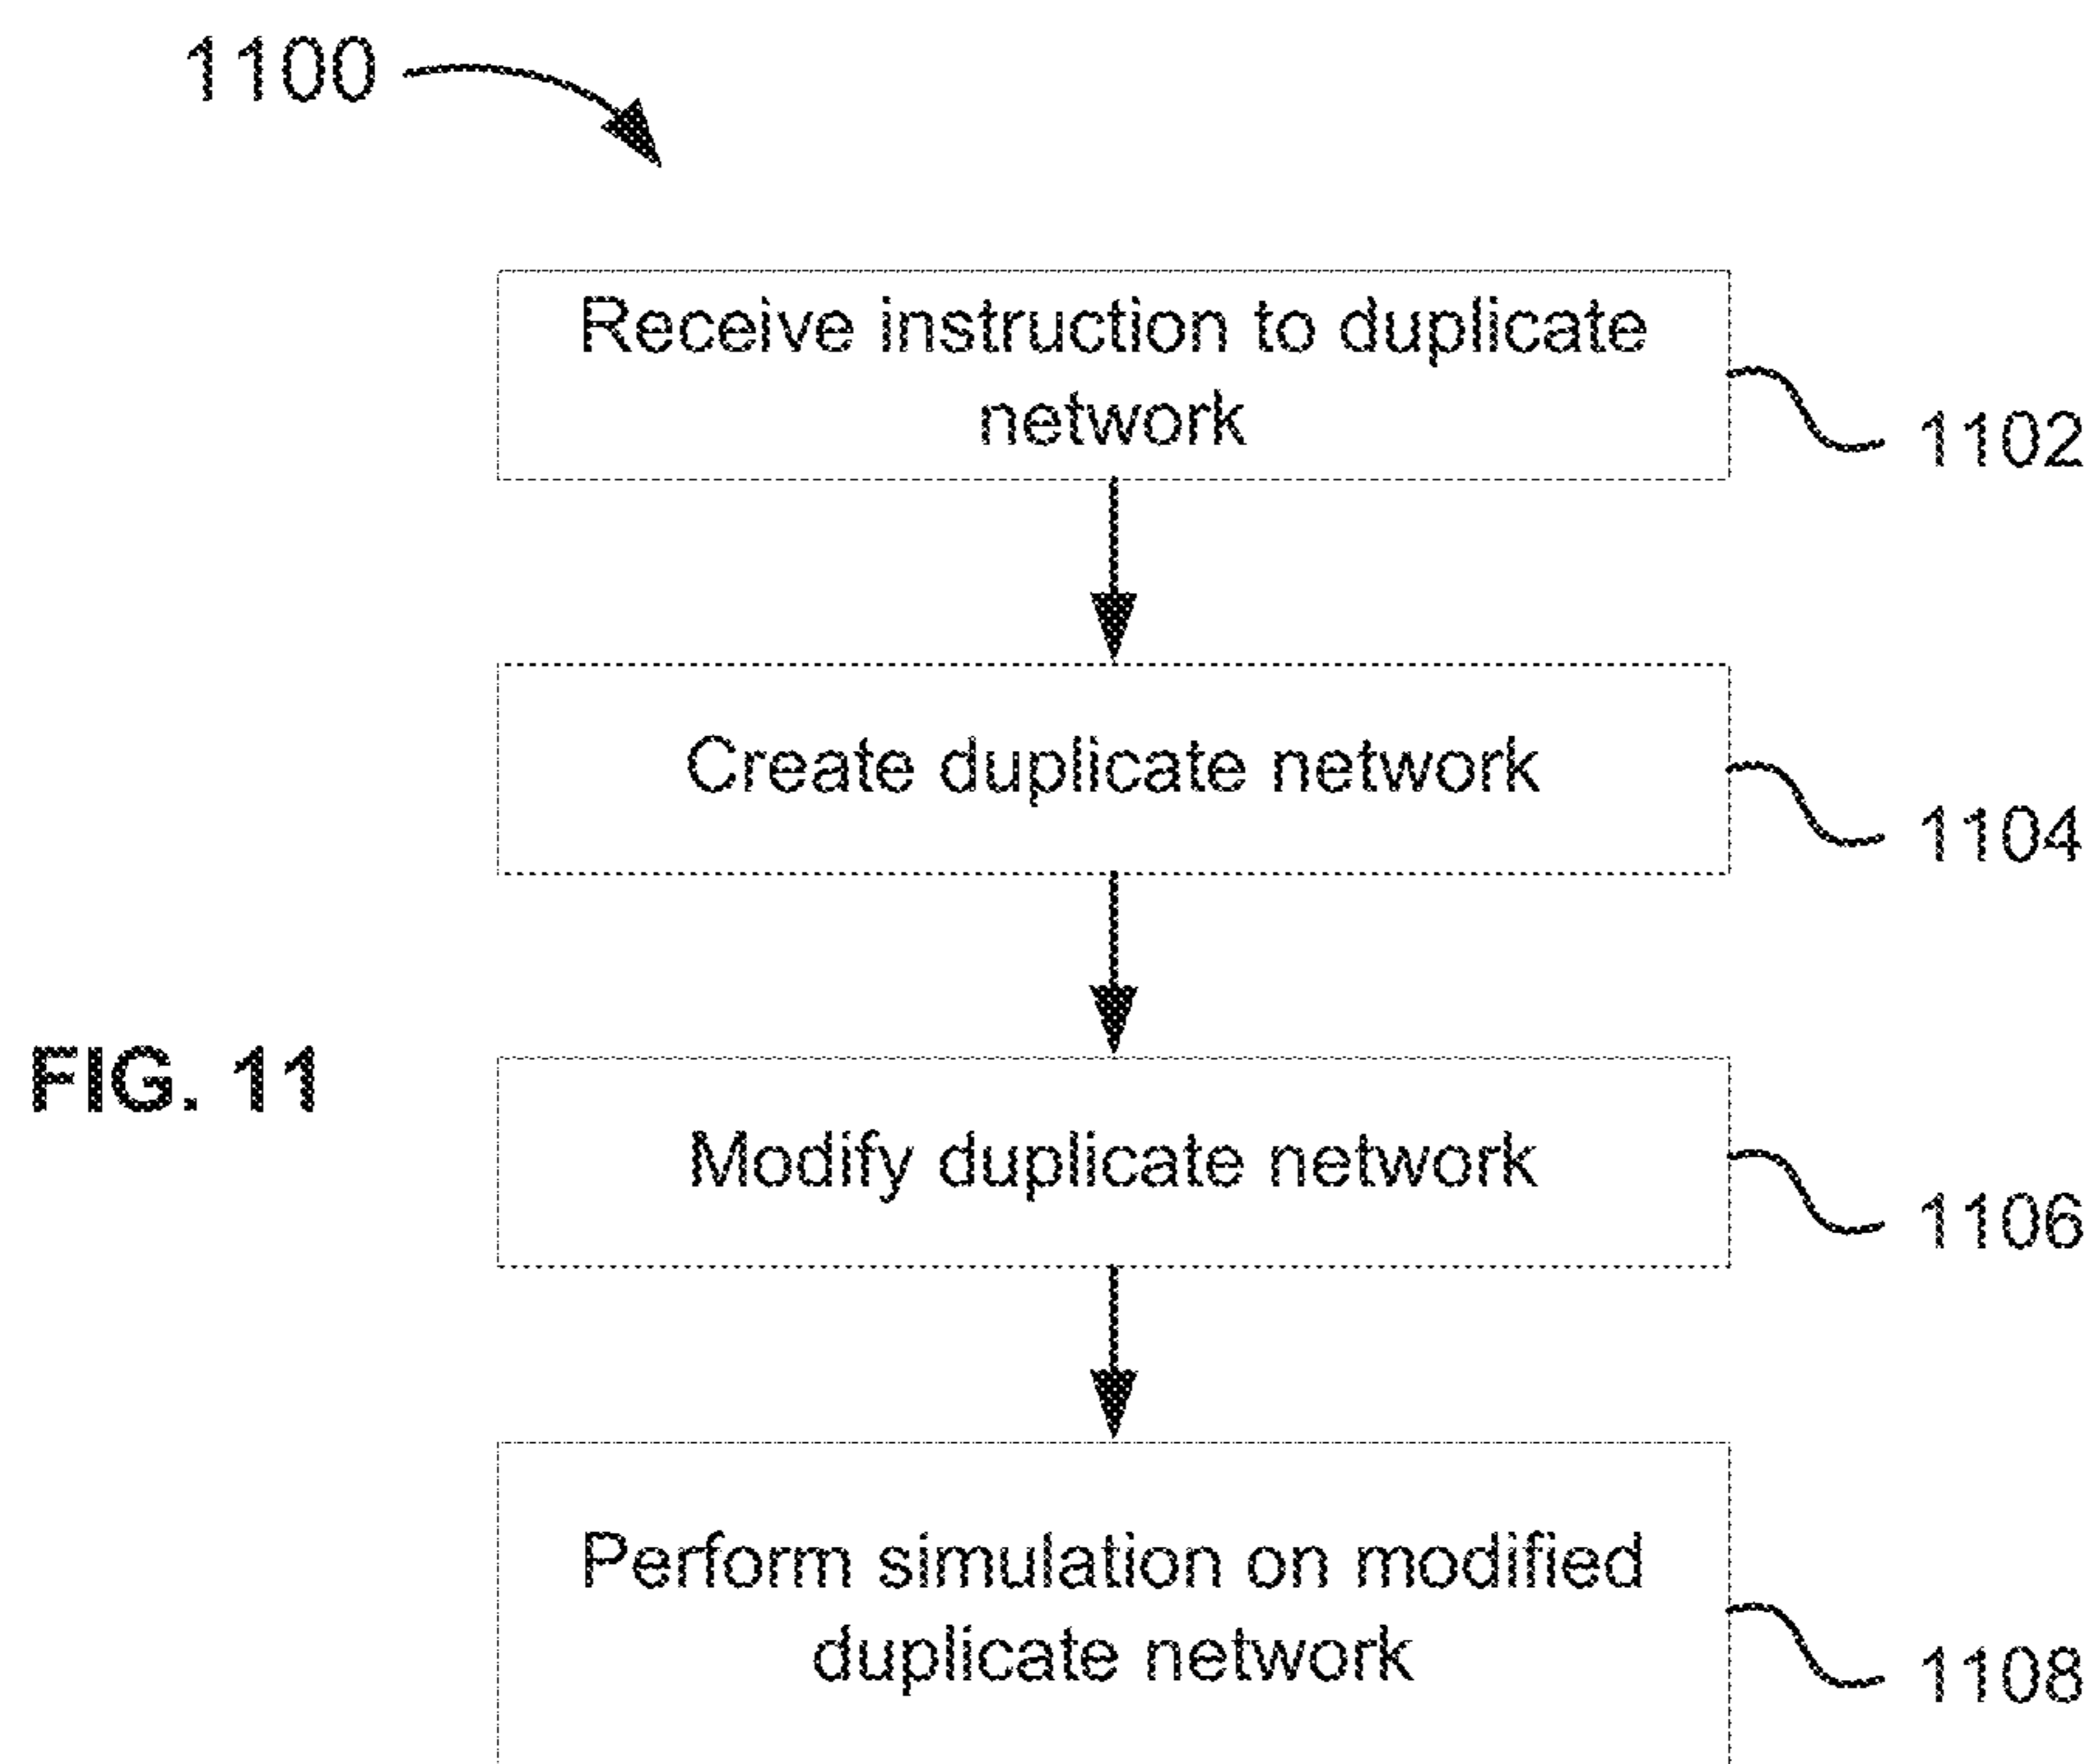 1100
Receive instruction to duplicate
network
1102
Create duplicate network
1104
FIG. 11
Modify duplicate network
1106
Perform simulation on modified
duplicate network
1108